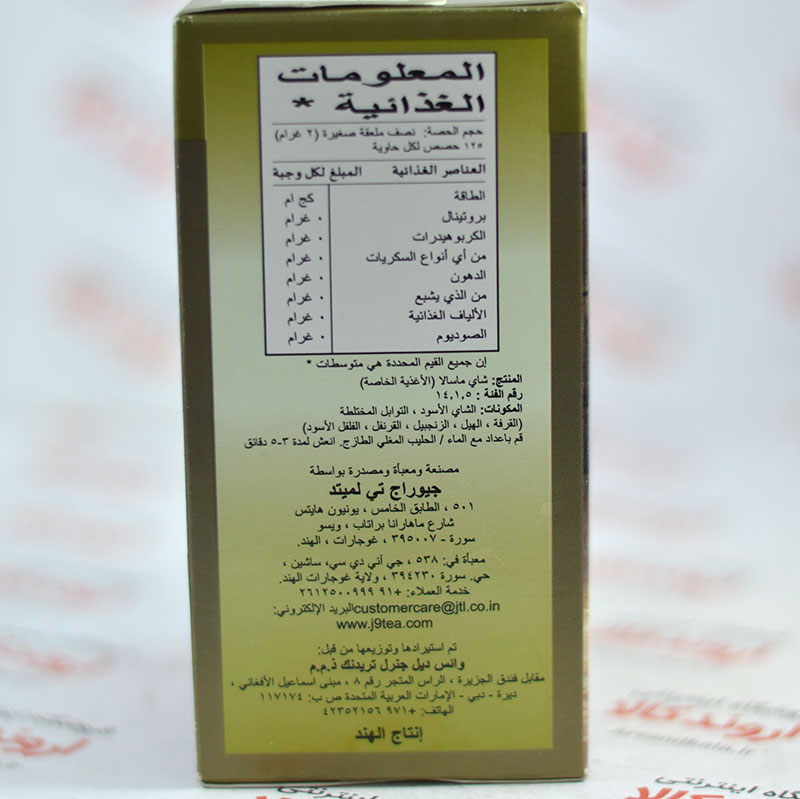 المعلومات
الغذائية *
حجم الحصة: نصف ملعقة صغيرة (٢ غرام)
١٢٥ حصص لكل حاوية
العناصر الغذائية المبلغ لكل وجبة
الطاقة كج ام
بروتينال ٠ غرام
الكربوهيدرات ٠ غرام
من أي أنواع السكريات ٠ غرام
الدهون ٠ غرام
من الذي يشبع ٠ غرام
الألياف الغذائية ٠ غرام
الصوديوم ٠ غرام
إن جميع القيم المحددة هي متوسطات *
المنتج: شاي ماسالا (الأغذية الخاصة)
رقم الفئة : ١٤,١,٥
المكونات: الشاي الأسود ، التوابل المختلطة
(القرفة ، الهيل ، الزنجبيل ، القرنفل ، الفلفل الأسود)
قم باعداد مع الماء / الحليب المغلي الطازج. انعش لمدة ٣-٥ دقائق
مصنعة ومعبأة ومصدرة بواسطة
جيوراج تي لميتد
٥٠١ ، الطابق الخامس ، يونيون هايتس
شارع ماهارانا براتاب ، ويسو
سورة - ٣٩٥٠٠٧ ، غوجارات ، الهند.
معبأة في: ٥٣٨ ، جي آني دي سي، ساشين ،
حي. سورة ٣٩٤٢٣٠ ، ولاية غوجارات الهند.
خدمة العملاء: +٩١ ٢٦١٢٥٠٠٩٩٩
customercare@jtl.co.inالبريد الإلكتروني:
www.j9tea.com
تم استيرادها وتوزيعها من قبل:
وانس ديل جنرل تريدنك ذ.م.م
مقابل فندق الجزيرة ، الراس المتجر رقم ٨ ، مبنى اسماعيل الأفغاني ،
ديرة - دبي - الإمارات العربية المتحدة ص ب: ١١٧١٧٤
الهاتف: +٩٧١ ٤٢٣٥٢١٥٦
إنتاج الهند
اروندکالا
Arvandkala.ir